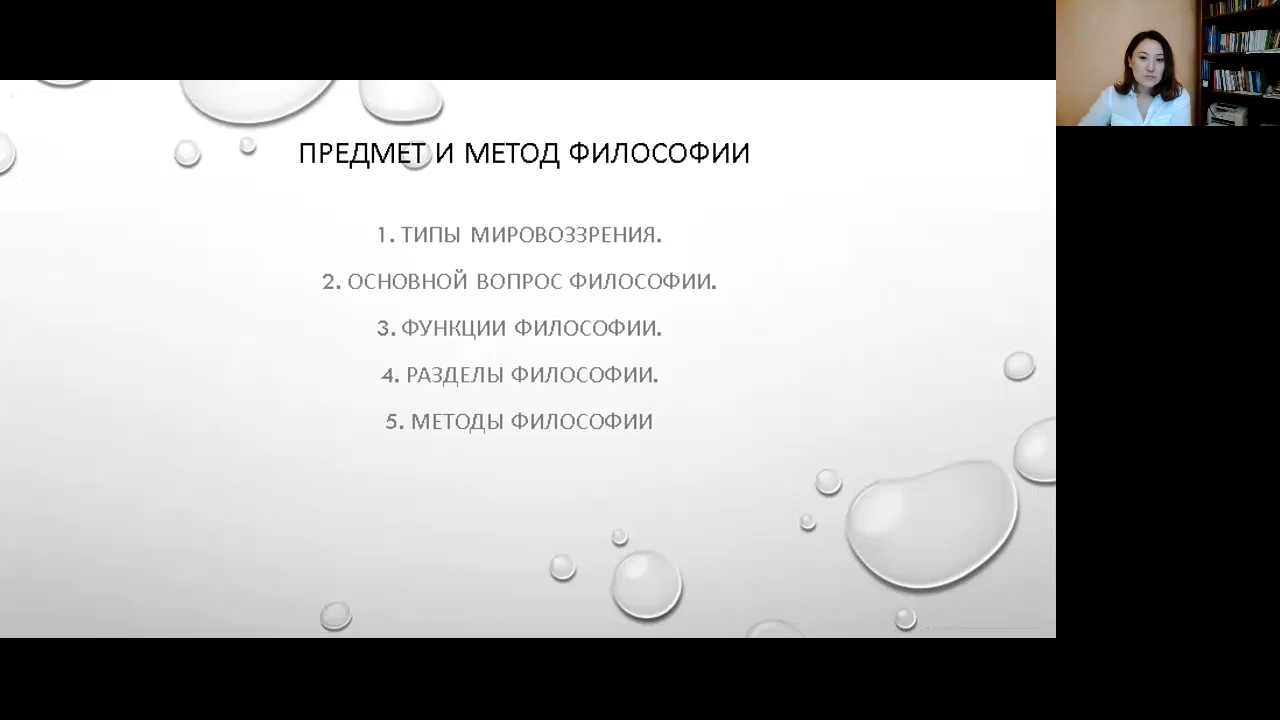 ПРЕДМЕТ И МЕТОД ФИЛОСОФИИ
1. ТИПЫ МИРОВОЗЗРЕНИЯ.
2. ОСНОВНОЙ ВОПРОС ФИЛОСОФИИ.
3. ФУНКЦИИ ФИЛОСОФИИ.
4. РАЗДЕЛЫ ФИЛОСОФИИ.
5. МЕТОДЫ ФИЛОСОФИИ